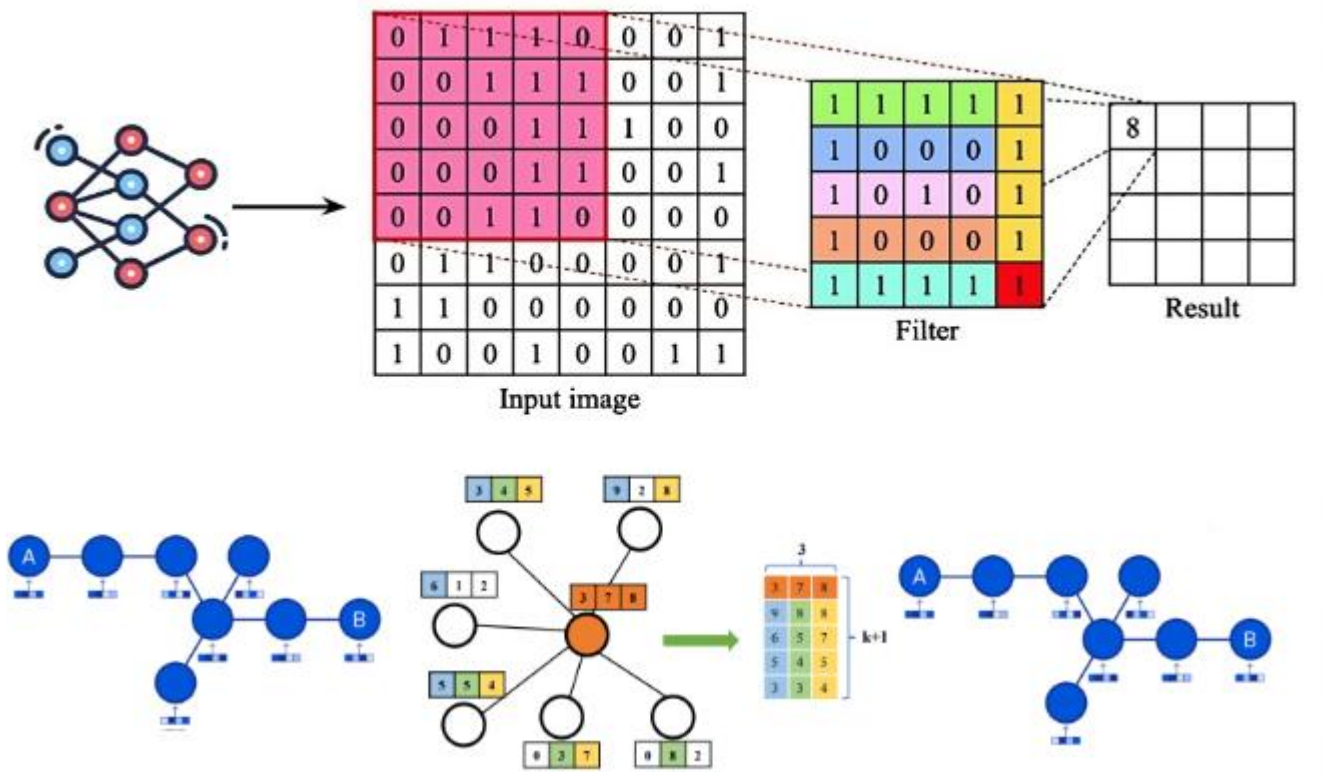 0 1 1 1 0 0 0 1
0 0 1 1 1 0 0 1
0 0 0 1 1 1 0 0
0 0 0 1 1 0 0 1
0 0 1 1 0 0 0 0
0 1 1 0 0 0 0 1
1 1 0 0 0 0 0 0
1 0 0 1 0 0 1 1
Input image
1 1 1 1 1
1 0 0 0 1
1 0 1 0 1
1 0 0 0 1
1 1 1 1 1
Filter
8
Result
A
B
3 4 5
9 2 8
6 1 2
3 7 8
5 5 4
0 3 7
0 8 2
3
3 7 8
9 8 8
6 5 7
5 4 5
3 3 4
k+1
A
B